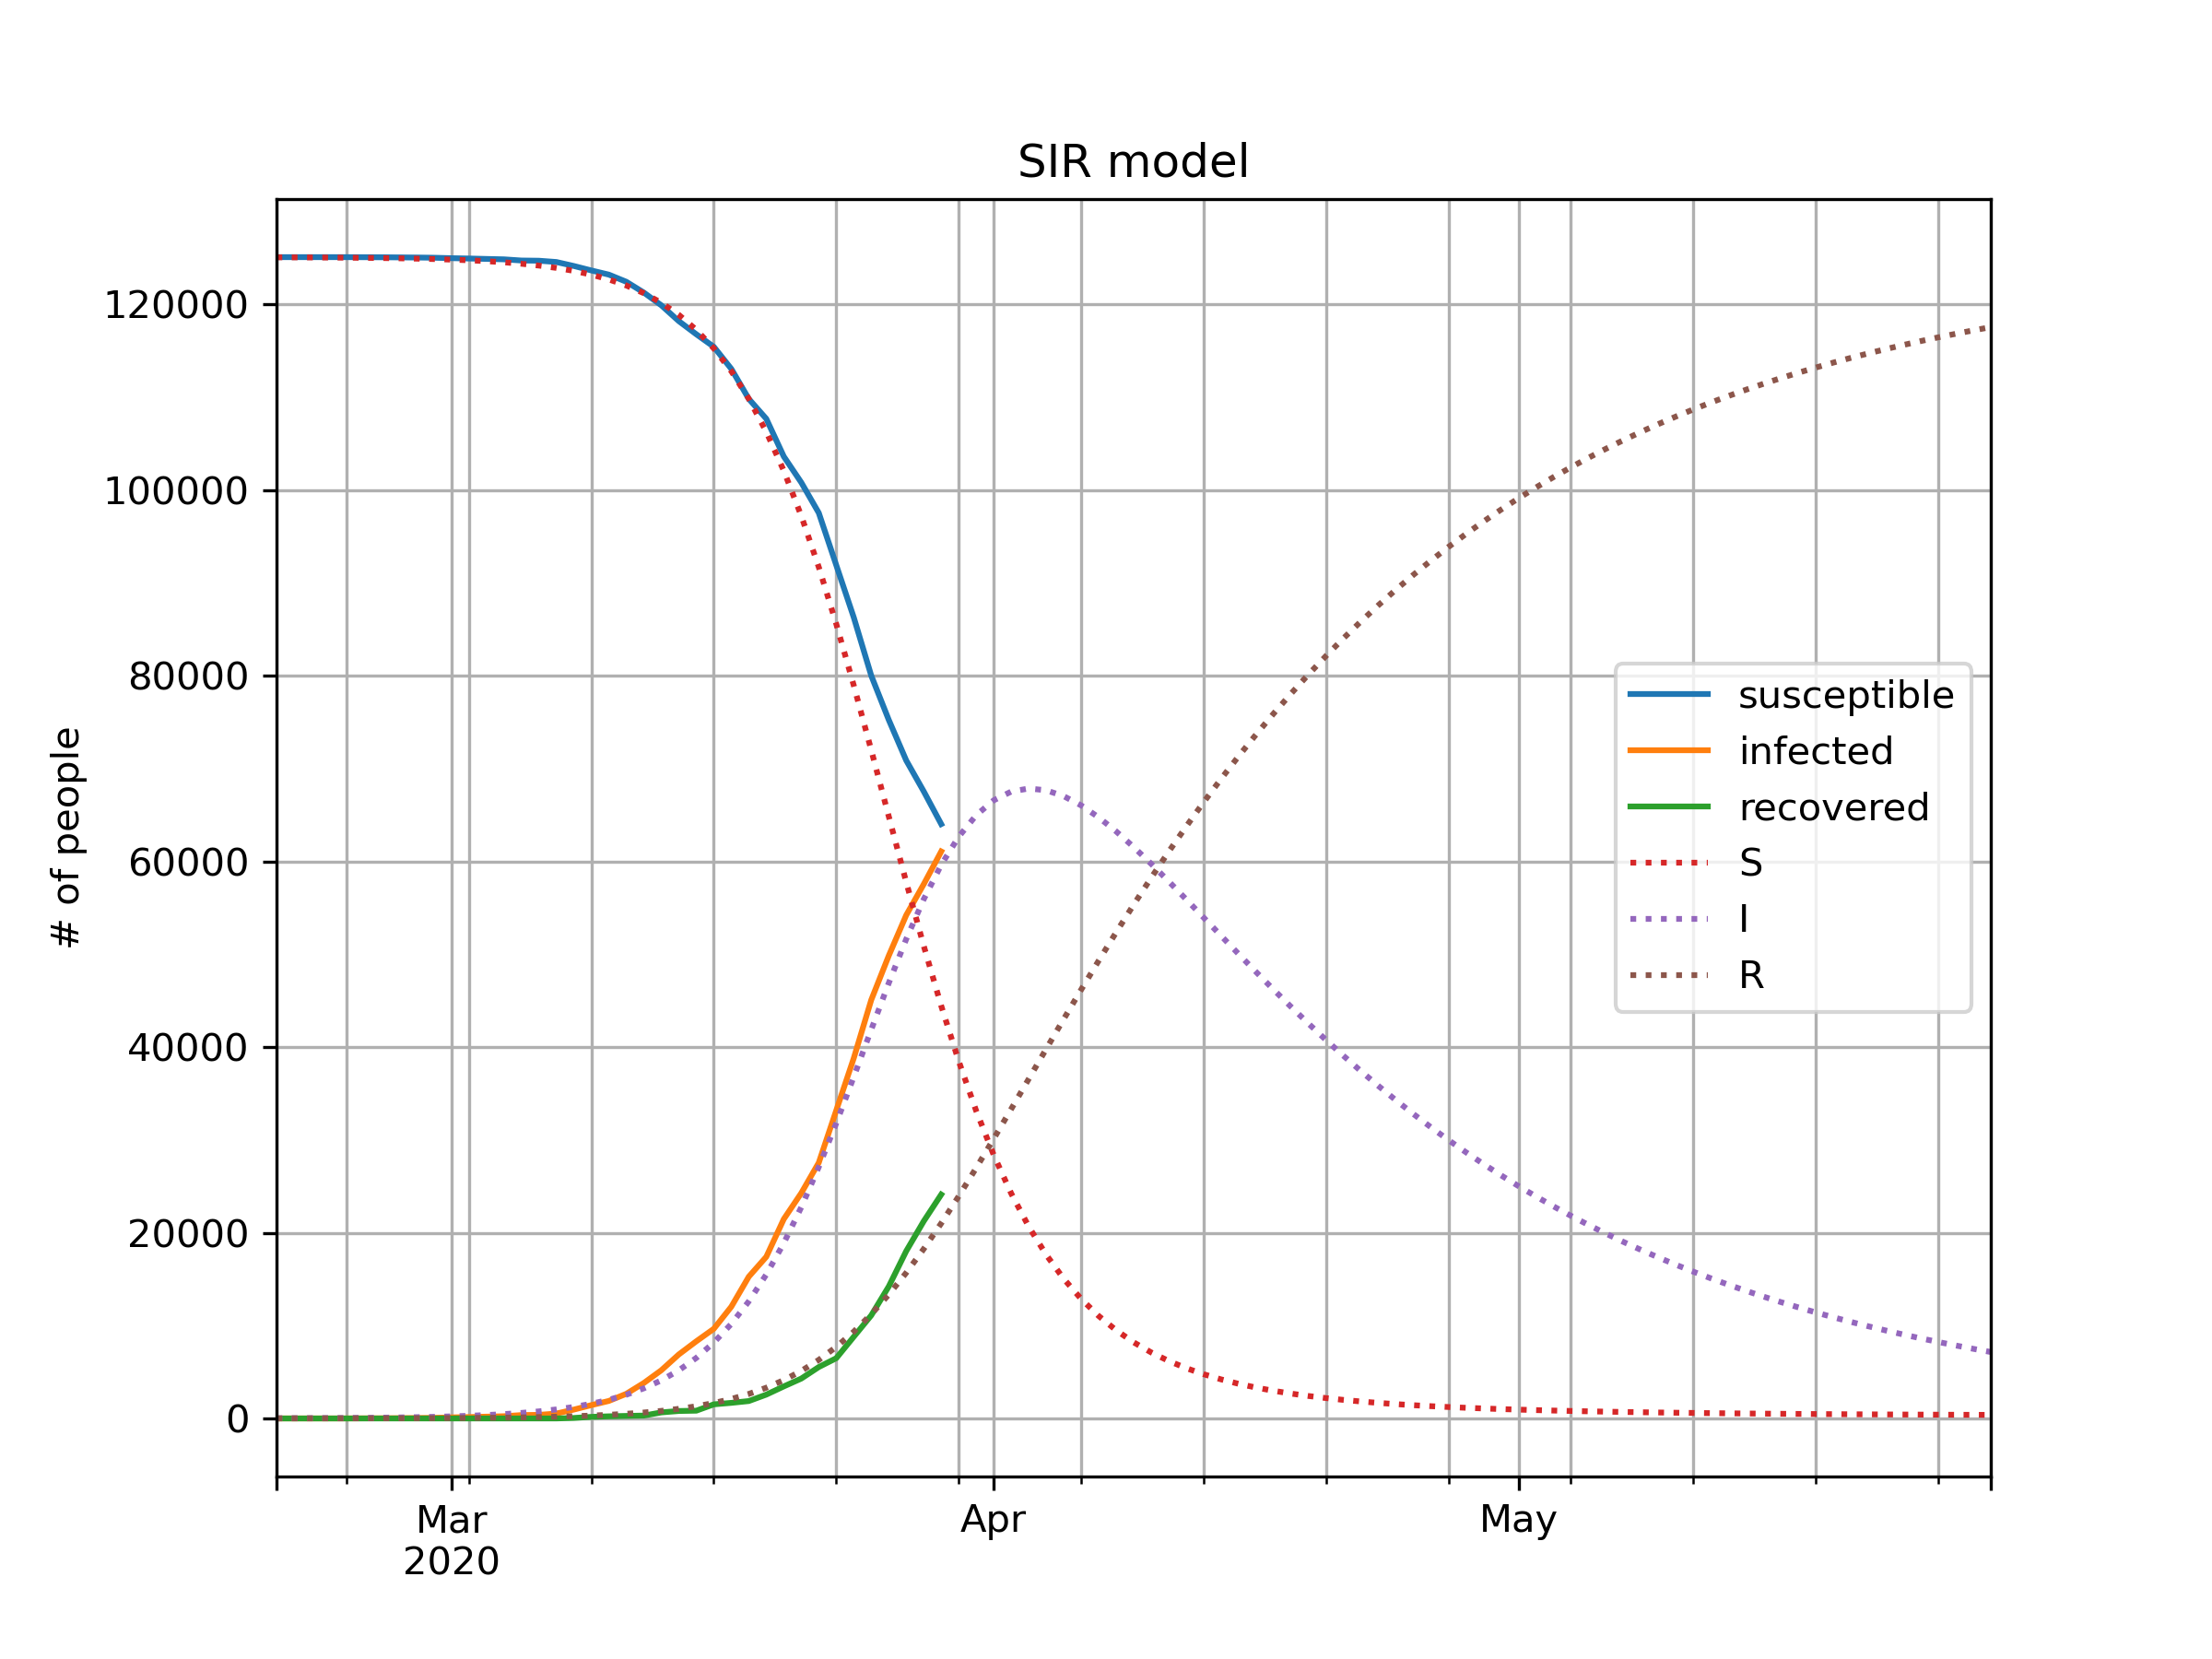 SIR model
# of people
120000
100000
80000
60000
40000
20000
0
susceptible
infected
recovered
S
I
R
Mar
2020
Apr
May